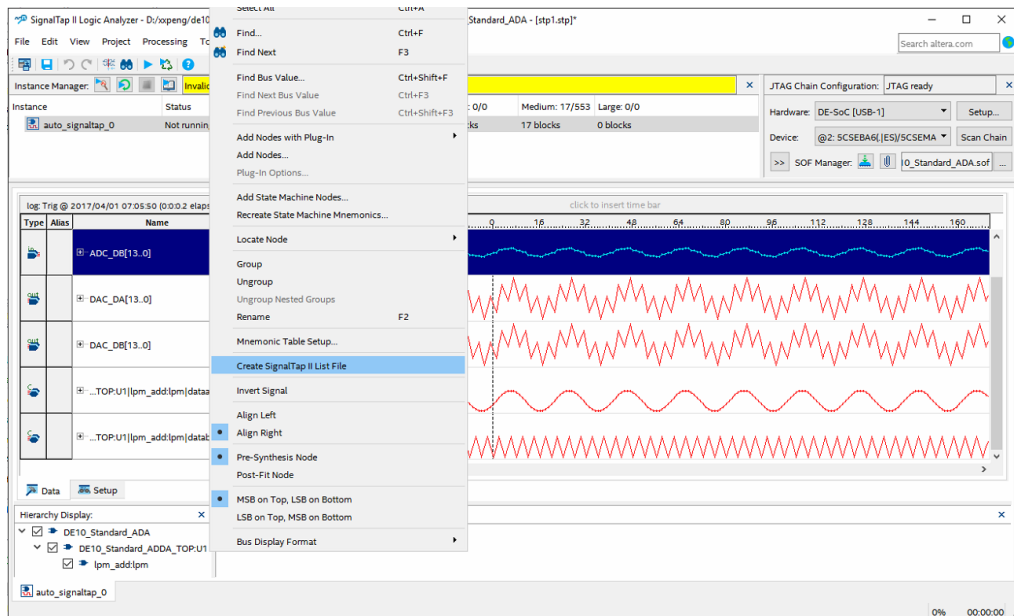 SignalTap II Logic Analyzer - D:/xxpeng/de10
Standard_ADA - [stp1.stp]*
File Edit View Project Processing To
Search altera.com
Instance Manager:
Invalid
Instance
Status
: 0/0
Medium: 17/553
Large: 0/0
auto_signaltap_0
Not runnin
cks
17 blocks
0 blocks
JTAG Chain Configuration: JTAG ready
Hardware: DE-SoC [USB-1]
Setup...
Device: @2: 5CSEBA6(.|ES)/5CSEMA
Scan Chain
>> SOF Manager:
10_Standard_ADA.sof
...
Select All Ctrl+A
Find... Ctrl+F
Find Next F3
Find Bus Value... Ctrl+Shift+F
Find Next Bus Value Ctrl+F3
Find Previous Bus Value Ctrl+Shift+F3
Add Nodes with Plug-In
Add Nodes...
Plug-In Options...
Add State Machine Nodes...
Recreate State Machine Mnemonics...
Locate Node
Group
Ungroup
Ungroup Nested Groups
Rename F2
Mnemonic Table Setup...
Create SignalTap II List File
Invert Signal
Align Left
Align Right
Pre-Synthesis Node
Post-Fit Node
MSB on Top, LSB on Bottom
LSB on Top, MSB on Bottom
Bus Display Format
log: Trig @ 2017/04/01 07:05:50 (0:0:0.2 elaps
click to insert time bar
Type Alias Name
0 16 32 48 64 80 96 112 128 144 160
ADC_DB[13..0]
DAC_DA[13..0]
DAC_DB[13..0]
...TOP:U1|lpm_add:lpm|dataa
...TOP:U1|lpm_add:lpm|datab
Data
Setup
Hierarchy Display:
DE10_Standard_ADA
DE10_Standard_ADDA_TOP:U1
lpm_add:lpm
auto_signaltap_0
0% 00:00:00